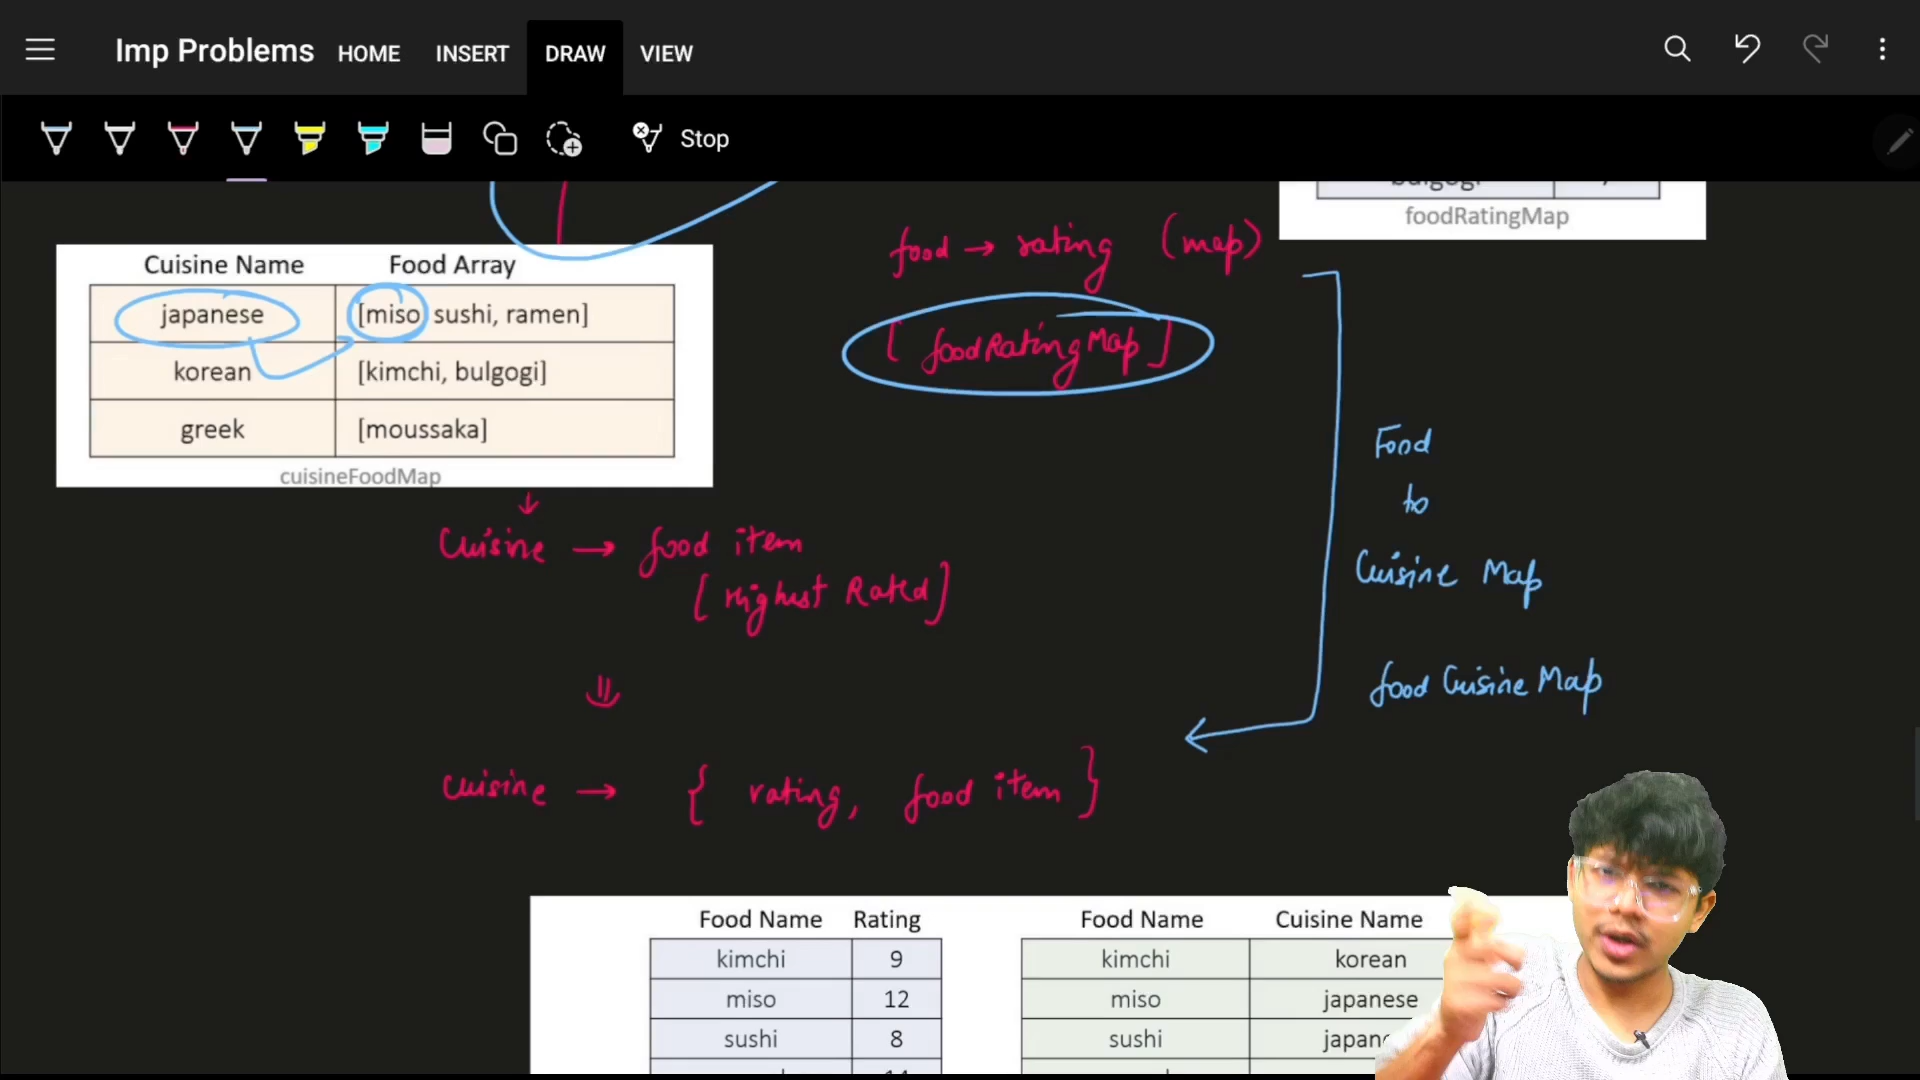 Imp Problems HOME INSERT DRAW VIEW
Stop
bulgogi
foodRatingMap
food → rating (map)
[ foodRatingMap ]
Cuisine Name Food Array
japanese [miso sushi, ramen]
korean [kimchi, bulgogi]
greek [moussaka]
cuisineFoodMap
Food
to
Cuisine Map
foodCuisineMap
Cuisine → food item
[ Highest Rated ]
cuisine → { rating, food item }
Food Name Rating
kimchi 9
miso 12
sushi 8
Food Name Cuisine Name
kimchi korean
miso japanese
sushi